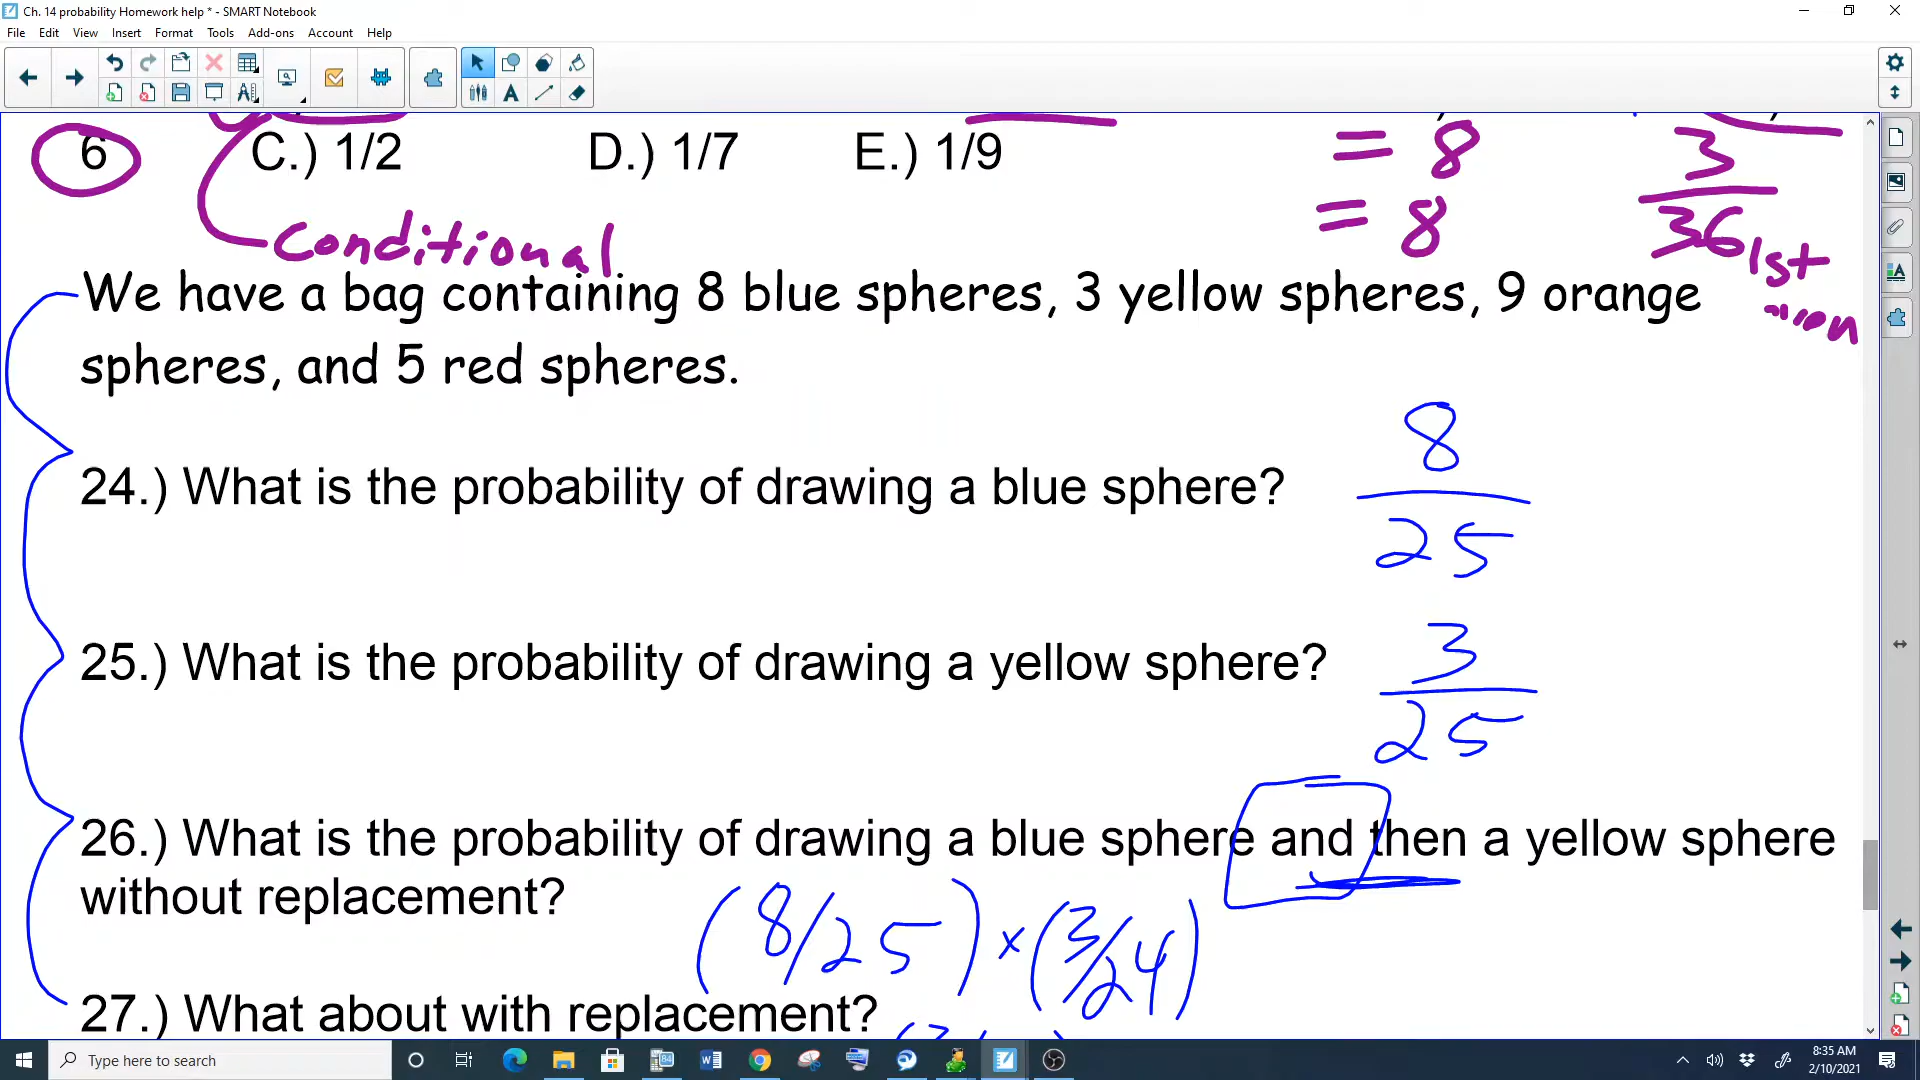 Ch. 14 probability Homework help * - SMART Notebook
File Edit View Insert Format Tools Add-ons Account Help
6 C.) 1/2 D.) 1/7 E.) 1/9 = 8 3
Conditional = 8 36 1st
We have a bag containing 8 blue spheres, 3 yellow spheres, 9 orange
spheres, and 5 red spheres.
24.) What is the probability of drawing a blue sphere? 8/25
25.) What is the probability of drawing a yellow sphere? 3/25
26.) What is the probability of drawing a blue sphere and then a yellow sphere
without replacement? (8/25) × (3/24)
27.) What about with replacement?
Type here to search
8:35 AM
2/10/2021